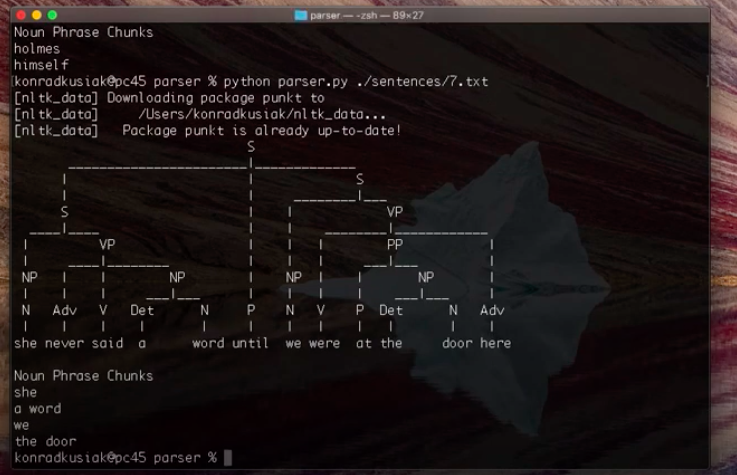 parser — -zsh — 89×27
Noun Phrase Chunks
holmes
himself
konradkusiak@pc45 parser % python parser.py ./sentences/7.txt
[nltk_data] Downloading package punkt to
[nltk_data]     /Users/konradkusiak/nltk_data...
[nltk_data]   Package punkt is already up-to-date!
S
S
S VP
VP PP
NP NP NP NP
N Adv V Det N P N V P Det N Adv
she never said a word until we were at the door here
Noun Phrase Chunks
she
a word
we
the door
konradkusiak@pc45 parser %